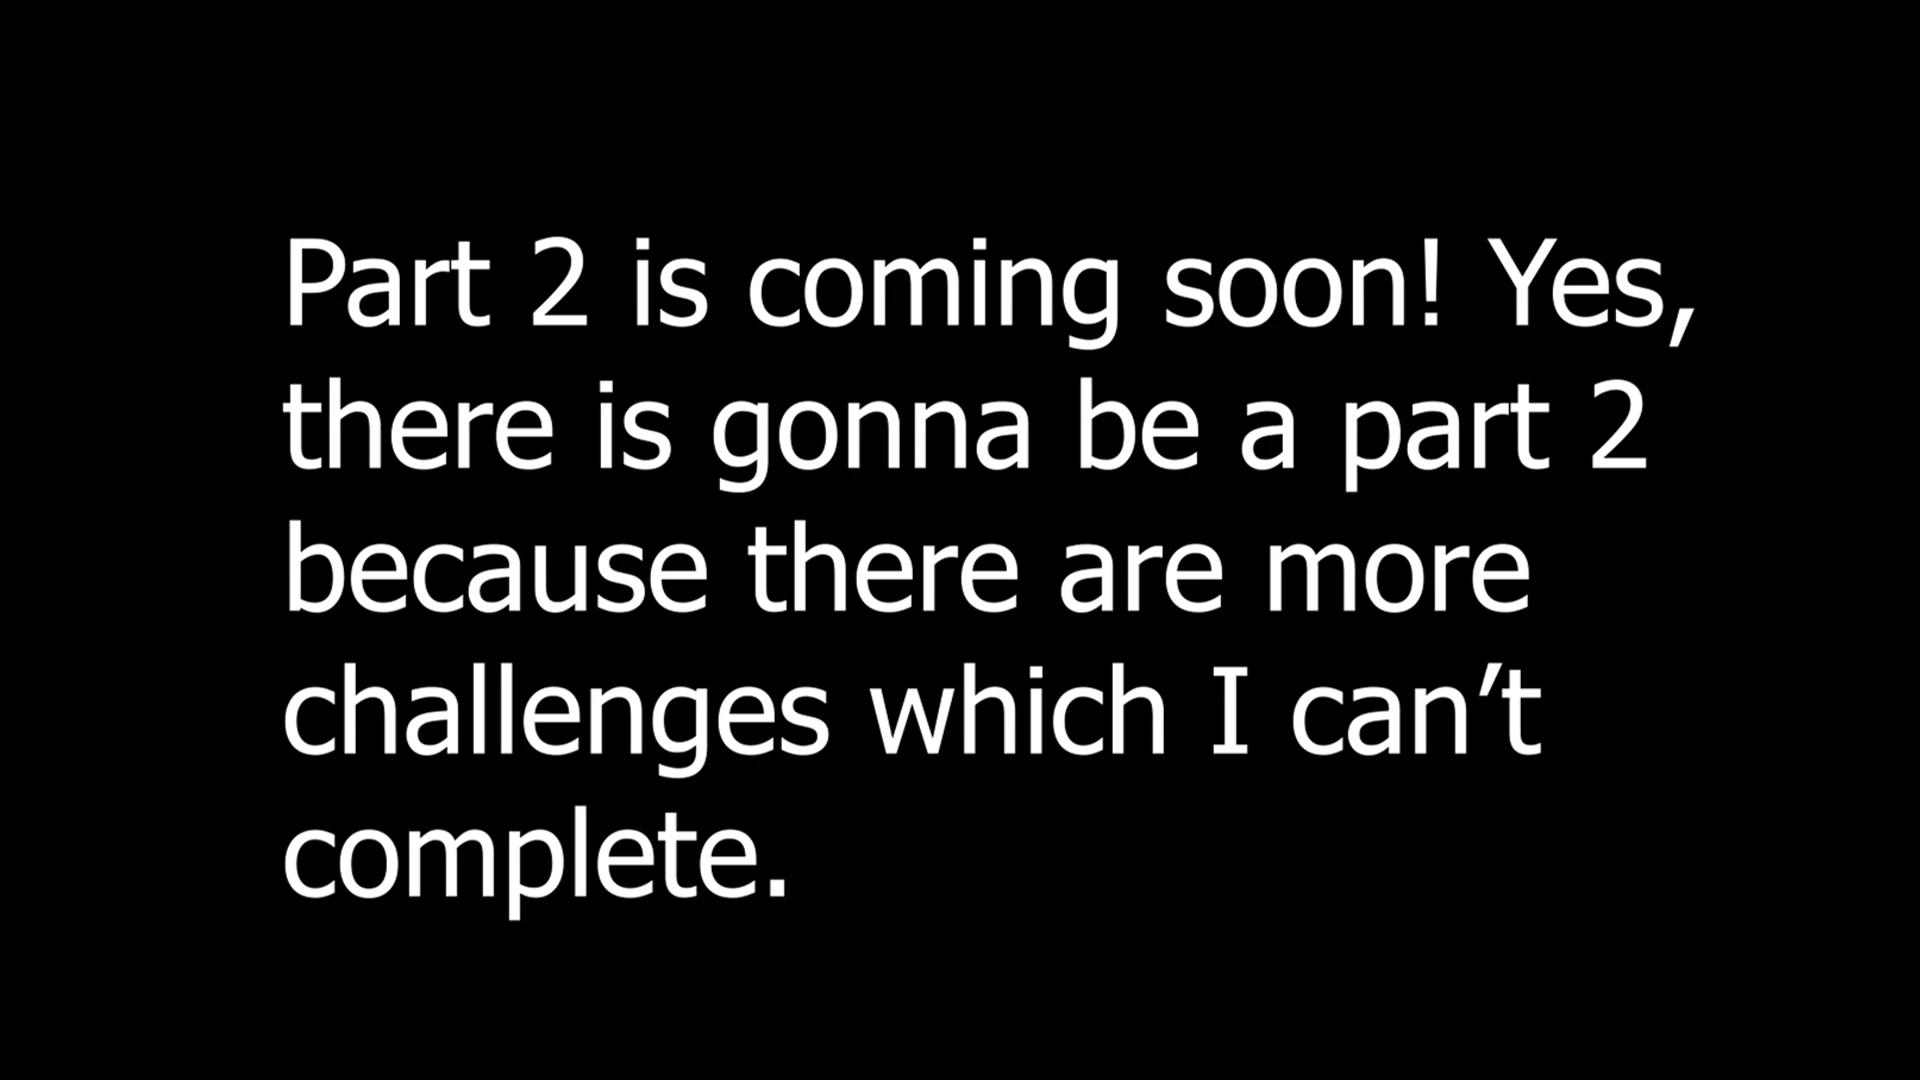 Part 2 is coming soon! Yes,
there is gonna be a part 2
because there are more
challenges which I can’t
complete.